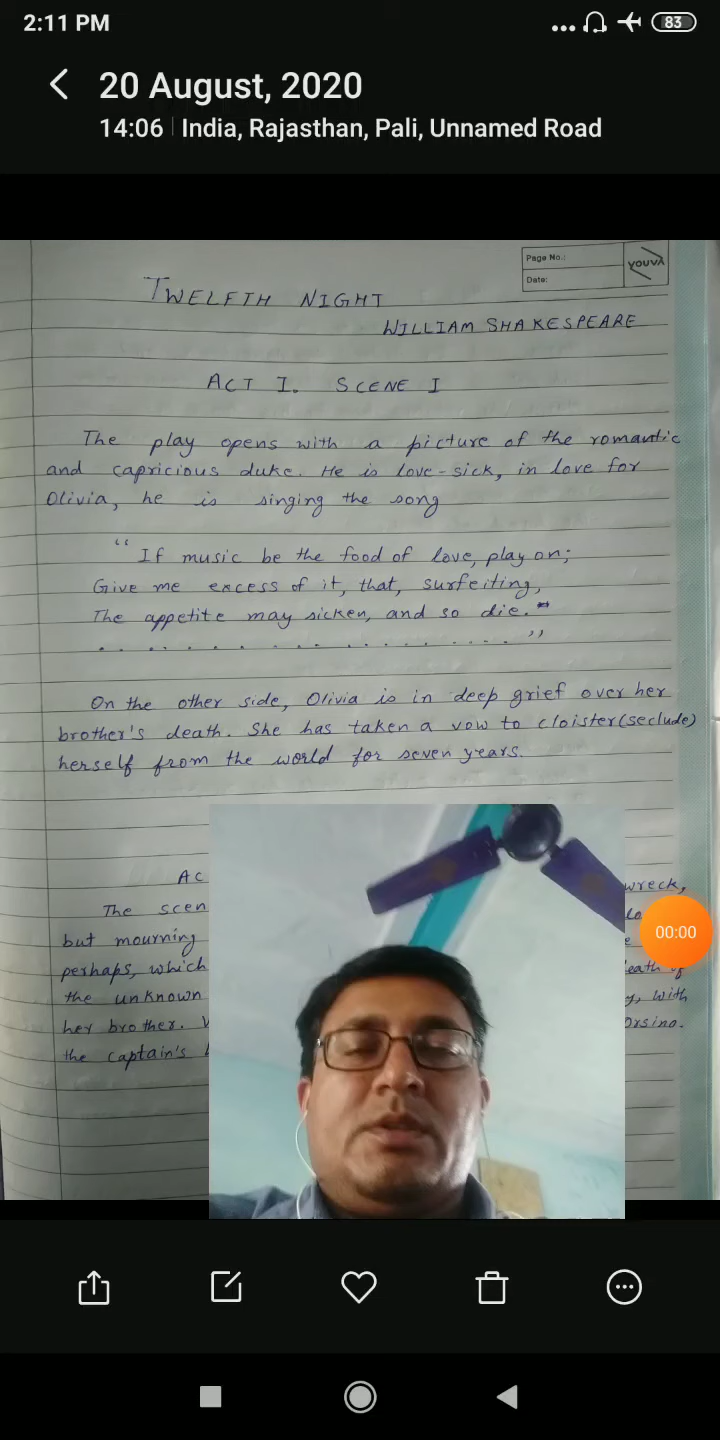 2:11 PM
83
20 August, 2020
14:06 India, Rajasthan, Pali, Unnamed Road
Page No.:
Date:
YOUVA
TWELFTH NIGHT
WILLIAM SHAKESPEARE
ACT I. SCENE I
The play opens with a picture of the romantic
and capricious duke. He is love-sick, in love for
Olivia, he is singing the song
"If music be the food of love, play on;
Give me excess of it, that, surfeiting,
The appetite may sicken, and so die."
. . . . . . . . . . . . . . . . . "
On the other side, Olivia is in deep grief over her
brother's death. She has taken a vow to cloister(seclude)
herself from the world for seven years.
Ac
The scen wreck,
but mourning
00:00
perhaps, which eath of
the unknown g, with
her brother. Orsino.
the captain's